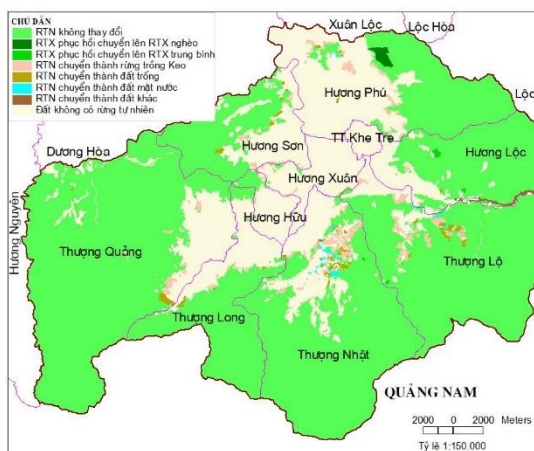 CHÚ DẪN
RTN không thay đổi
RTX phục hồi chuyển lên RTX nghèo
RTX phục hồi chuyển lên RTX trung bình
RTN chuyển thành rừng trồng Keo
RTN chuyển thành đất trống
RTN chuyển thành đất mặt nước
RTN chuyển thành đất khác
Đất không có rừng tự nhiên
Xuân Lộc
Lộc Hòa
Lộc
Hương Phú
TT.Khe Tre
Hương Lộc
Hương Sơn
Dương Hòa
Hương Xuân
Hương Hữu
Hương Nguyên
Thượng Quảng
Thượng Lộ
Thượng Long
Thượng Nhật
QUẢNG NAM
2000 0 2000 Meters
Tỷ lệ 1:150.000